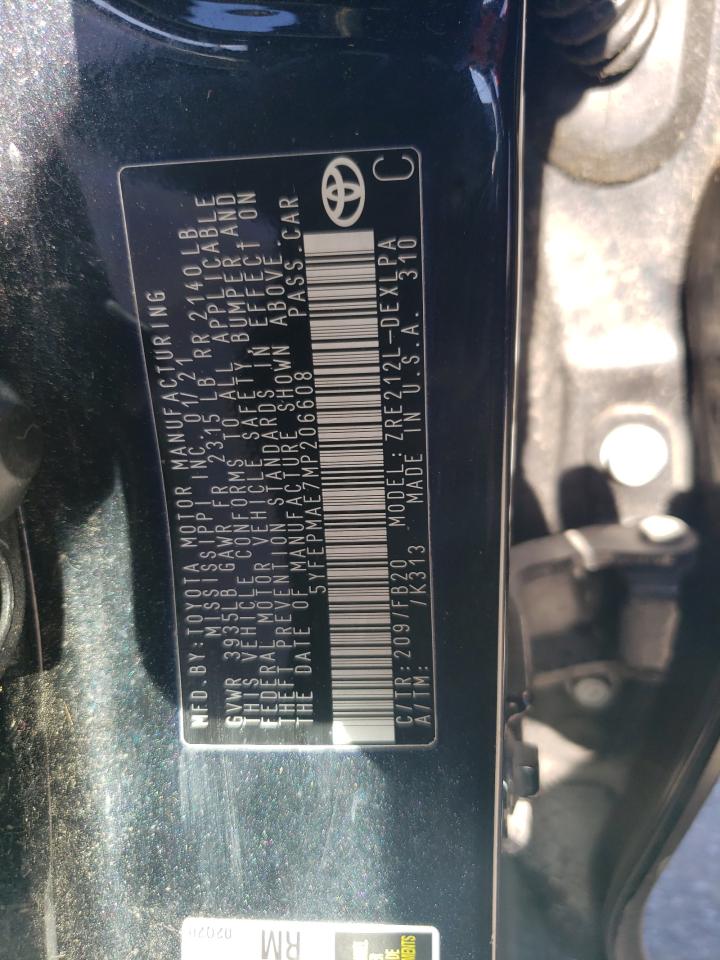 MFD.BY:TOYOTA MOTOR MANUFACTURING
MISSISSIPPI, INC. 01/21
GVWR 3935LB GAWR FR 2315 LB RR 2140LB
THIS VEHICLE CONFORMS TO ALL APPLICABLE
FEDERAL MOTOR VEHICLE SAFETY BUMPER AND
THEFT PREVENTION STANDARDS IN EFFECT ON
THE DATE OF MANUFACTURE SHOWN ABOVE.
5YFEPMAE7MP206608 PASS.CAR
C/TR:209/FB20 MODEL:ZRE212L-DEXLPA
A/TM: /K313 MADE IN U.S.A. 310
C
RM